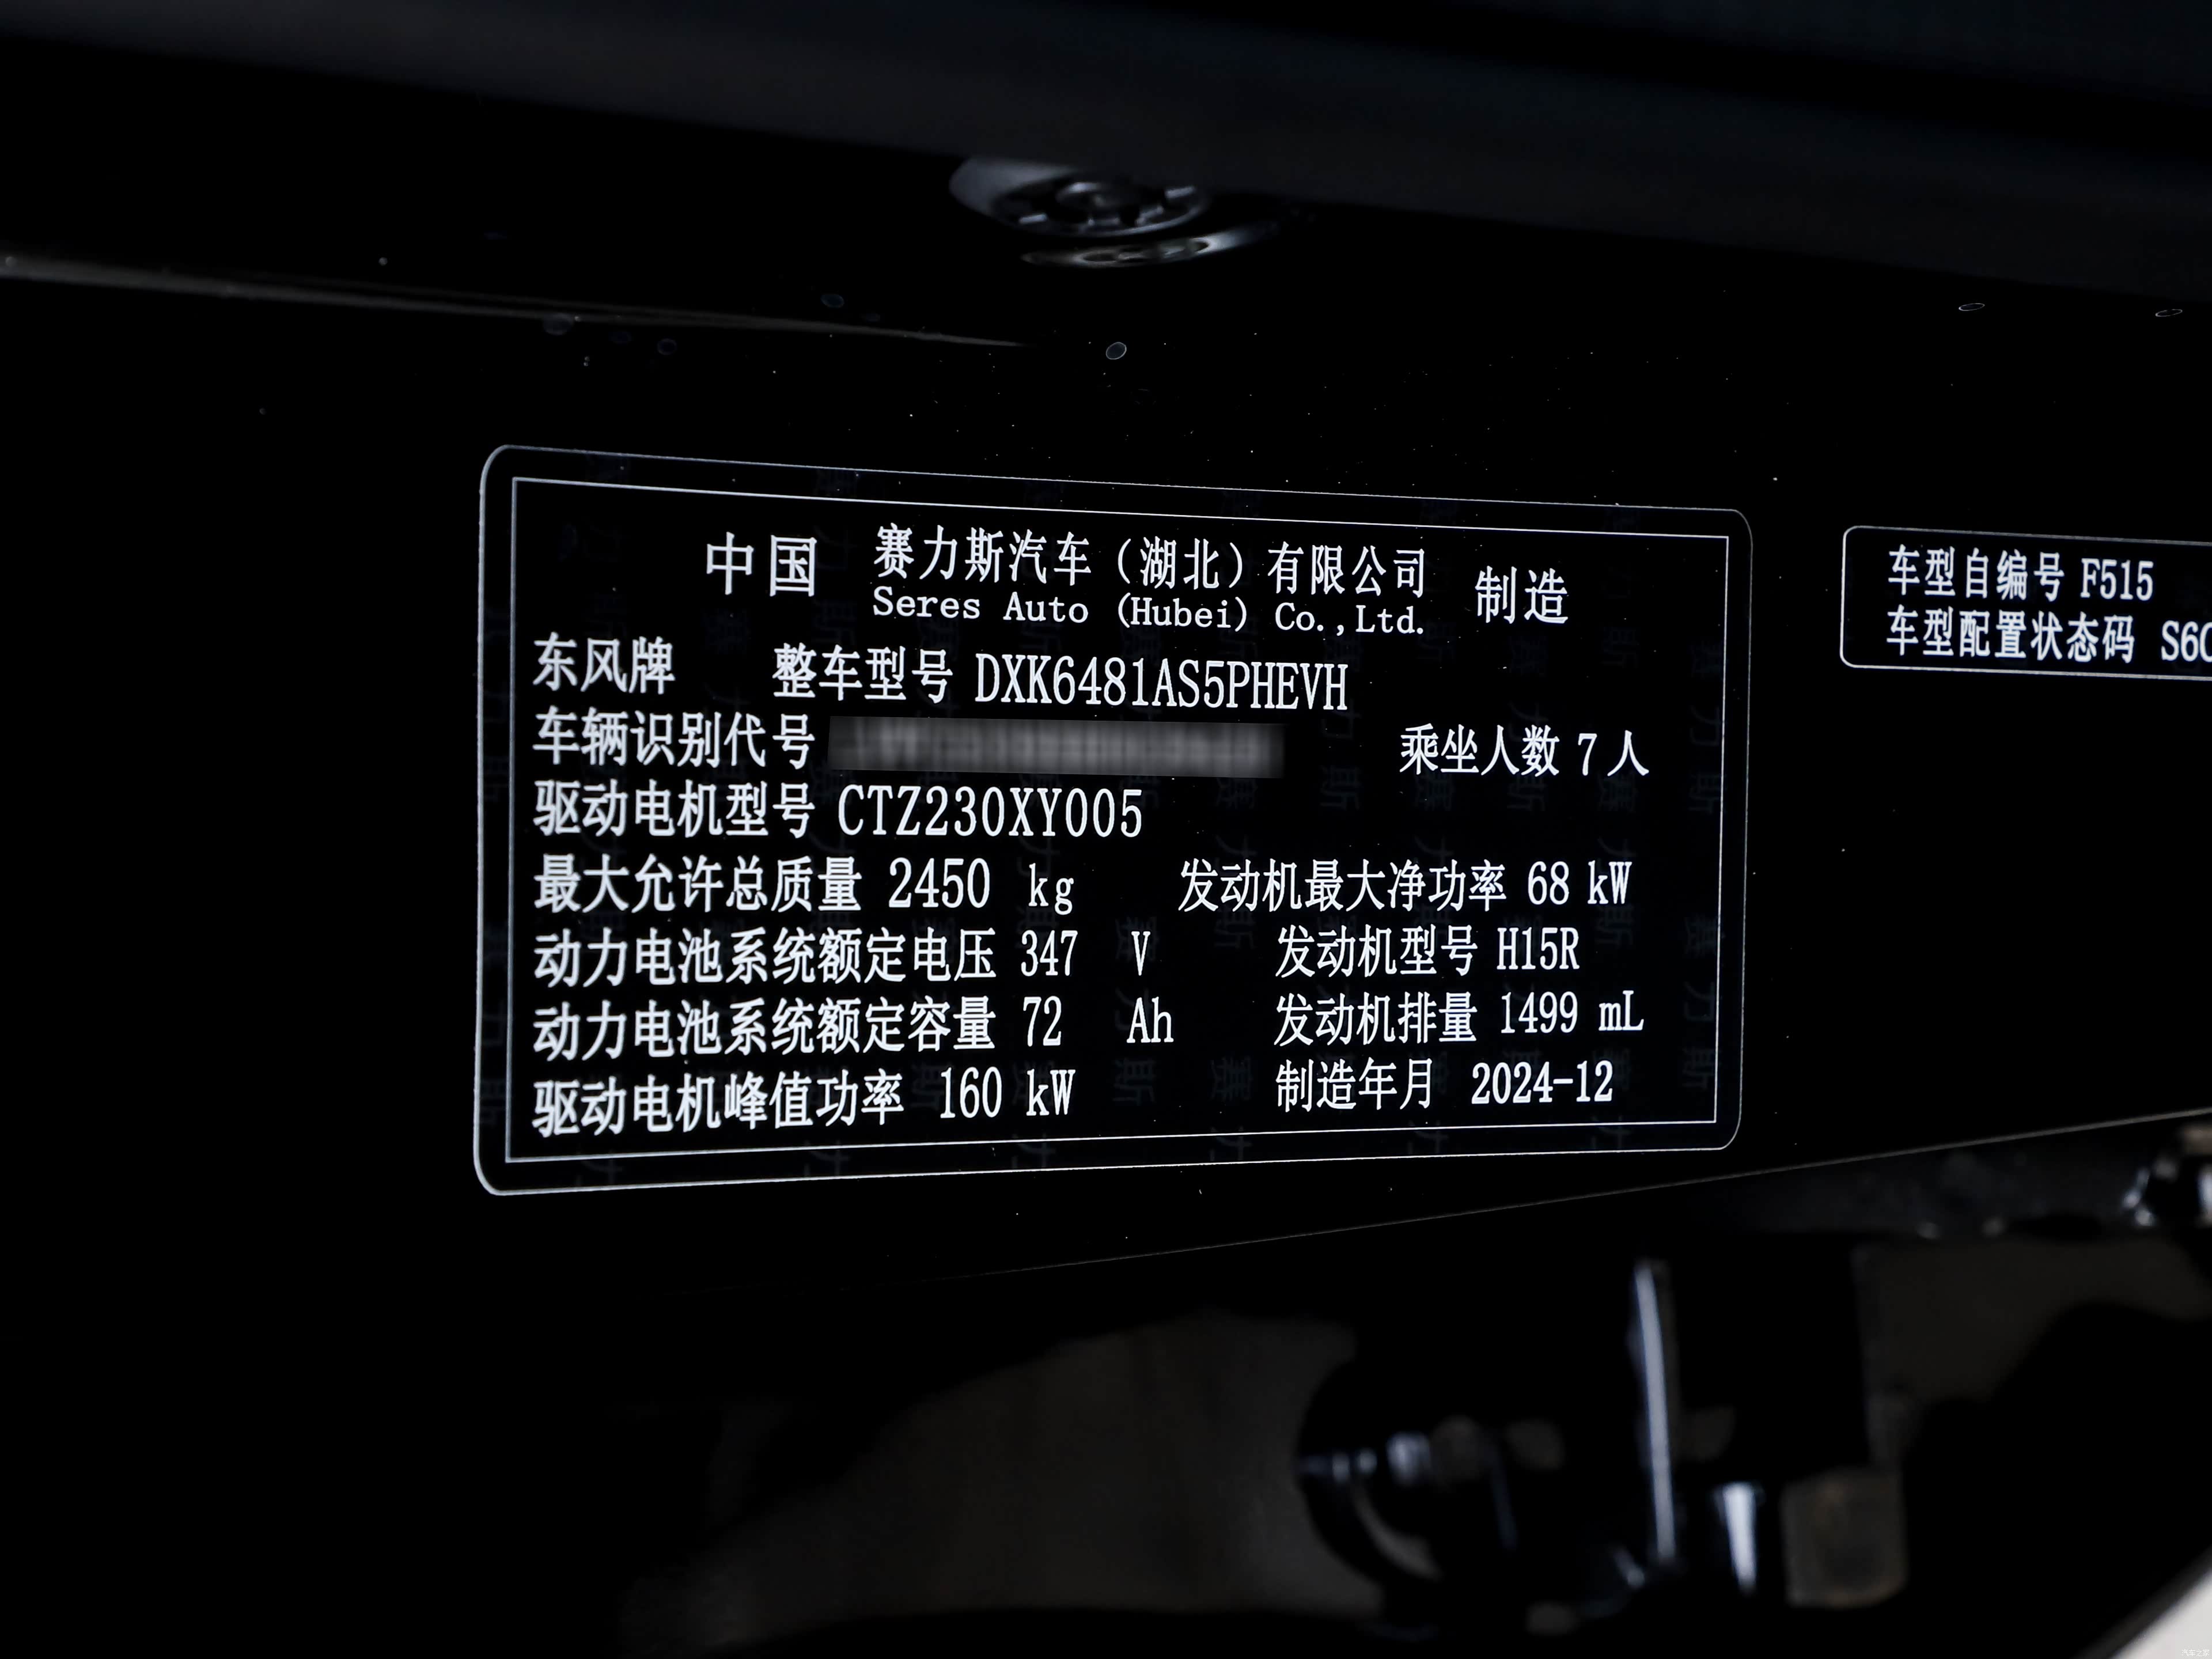 中国 赛力斯汽车（湖北）有限公司 制造
Seres Auto (Hubei) Co.,Ltd.
东风牌 整车型号 DXK6481AS5PHEVH
车辆识别代号 乘坐人数 7 人
驱动电机型号 CTZ230XY005
最大允许总质量 2450 kg 发动机最大净功率 68 kW
动力电池系统额定电压 347 V 发动机型号 H15R
动力电池系统额定容量 72 Ah 发动机排量 1499 mL
驱动电机峰值功率 160 kW 制造年月 2024-12
车型自编号 F515
车型配置状态码